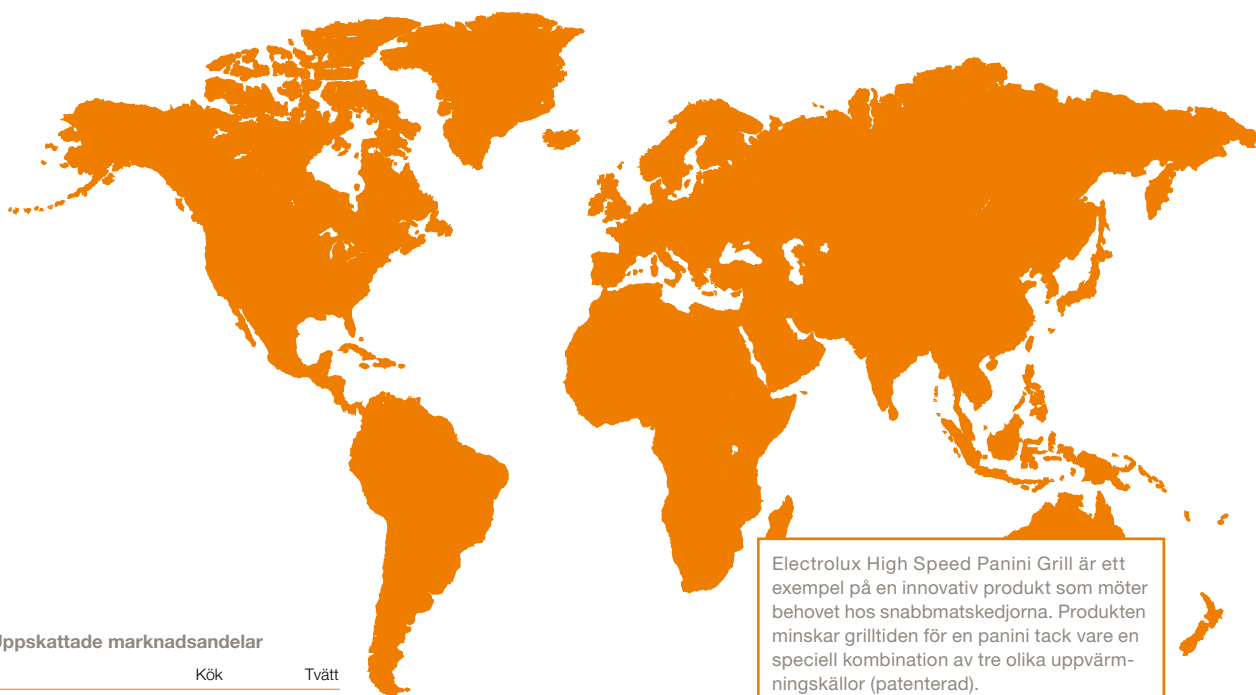 Electrolux High Speed Panini Grill är ett
exempel på en innovativ produkt som möter
behovet hos snabbmatskedjorna. Produkten
minskar grilltiden för en panini tack vare en
speciell kombination av tre olika uppvärm-
ningskällor (patenterad).
Uppskattade marknadsandelar
Kök Tvätt